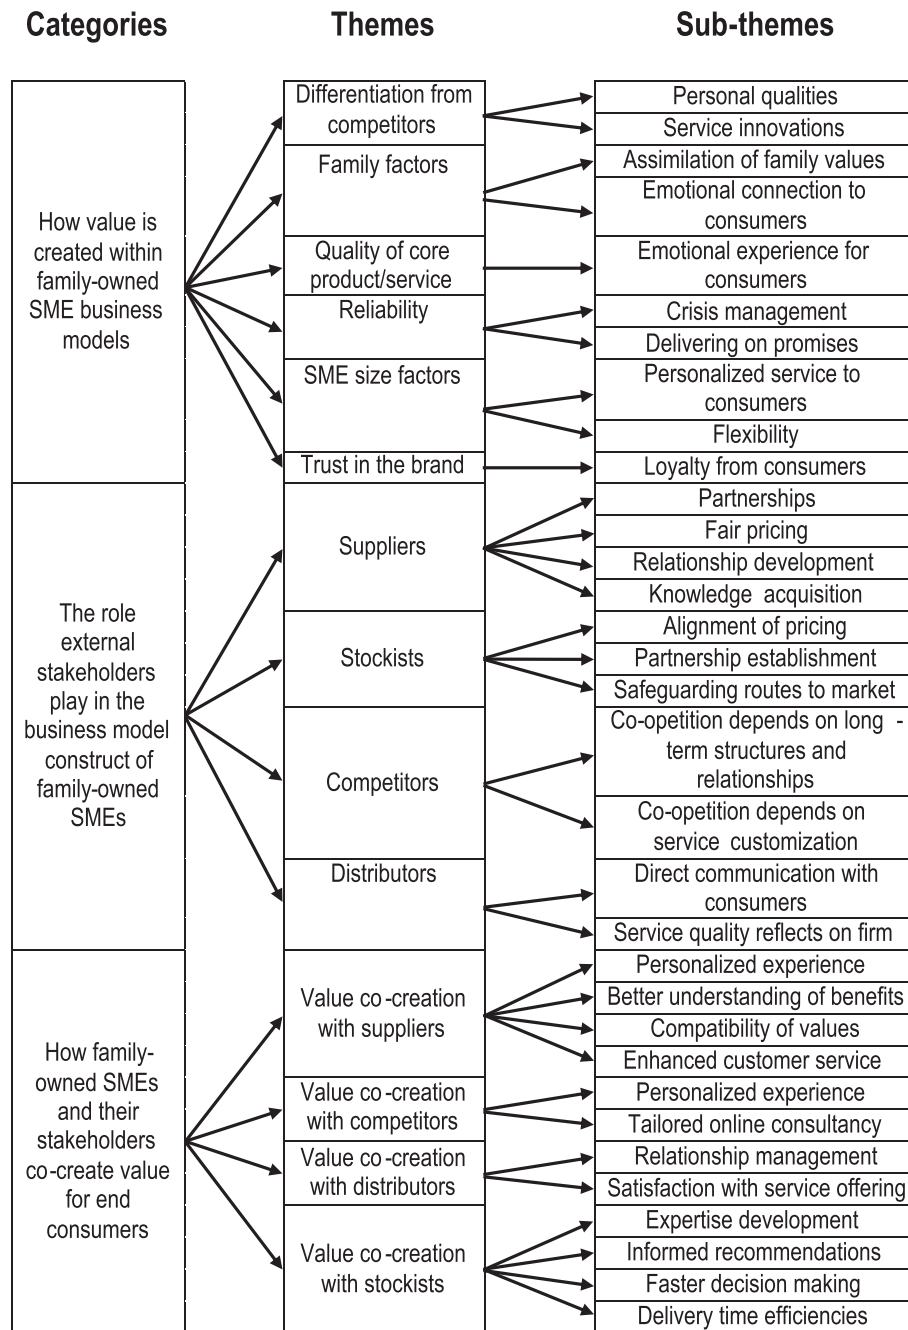 Categories
Themes
Sub-themes
How value is
created within
family-owned
SME business
models
Differentiation from
competitors
Personal qualities
Service innovations
Family factors
Assimilation of family values
Emotional connection to
consumers
Quality of core
product/service
Emotional experience for
consumers
Reliability
Crisis management
Delivering on promises
SME size factors
Personalized service to
consumers
Flexibility
Trust in the brand
Loyalty from consumers
The role
external
stakeholders
play in the
business model
construct of
family-owned
SMEs
Suppliers
Partnerships
Fair pricing
Relationship development
Knowledge acquisition
Stockists
Alignment of pricing
Partnership establishment
Safeguarding routes to market
Competitors
Co-opetition depends on long -
term structures and
relationships
Co-opetition depends on
service customization
Distributors
Direct communication with
consumers
Service quality reflects on firm
How family-
owned SMEs
and their
stakeholders
co-create value
for end
consumers
Value co-creation
with suppliers
Personalized experience
Better understanding of benefits
Compatibility of values
Enhanced customer service
Value co-creation
with competitors
Personalized experience
Tailored online consultancy
Value co-creation
with distributors
Relationship management
Satisfaction with service offering
Value co-creation
with stockists
Expertise development
Informed recommendations
Faster decision making
Delivery time efficiencies